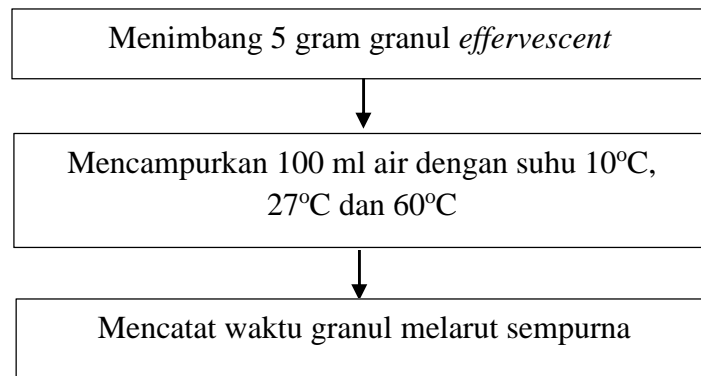 Menimbang 5 gram granul effervescent
Mencampurkan 100 ml air dengan suhu 10°C,
27°C dan 60°C
Mencatat waktu granul melarut sempurna